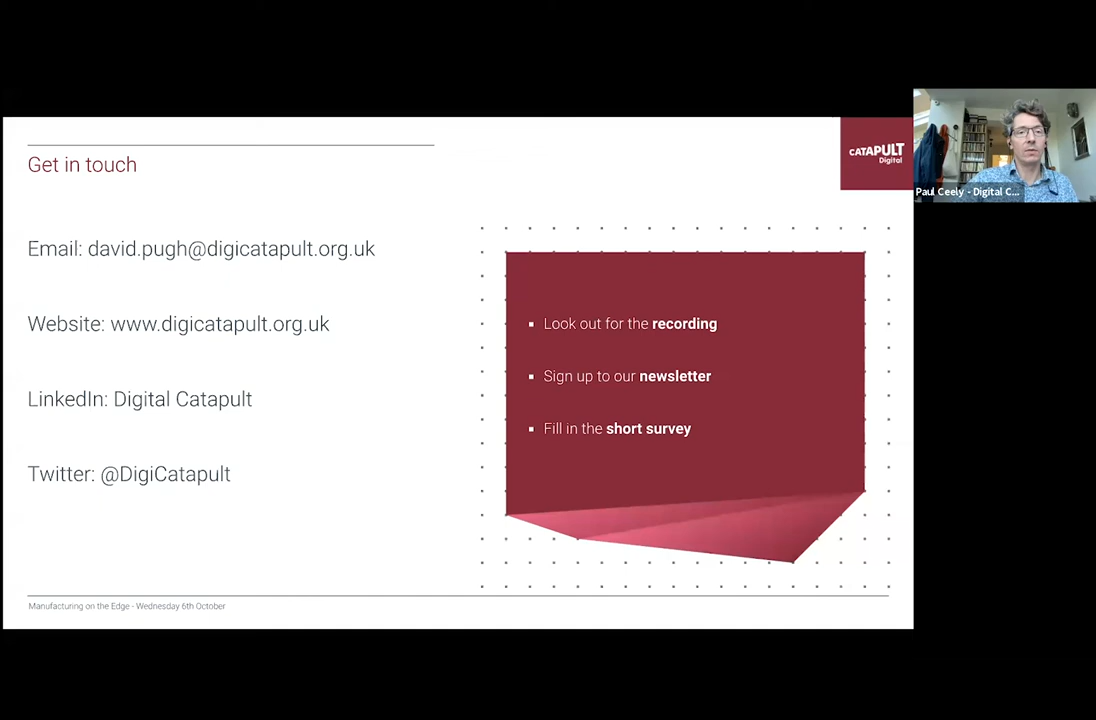 Get in touch
CATAPULT
Digital
Paul Ceely - Digital C...
Email: david.pugh@digicatapult.org.uk
Website: www.digicatapult.org.uk
LinkedIn: Digital Catapult
Twitter: @DigiCatapult
▪ Look out for the recording
▪ Sign up to our newsletter
▪ Fill in the short survey
Manufacturing on the Edge - Wednesday 6th October